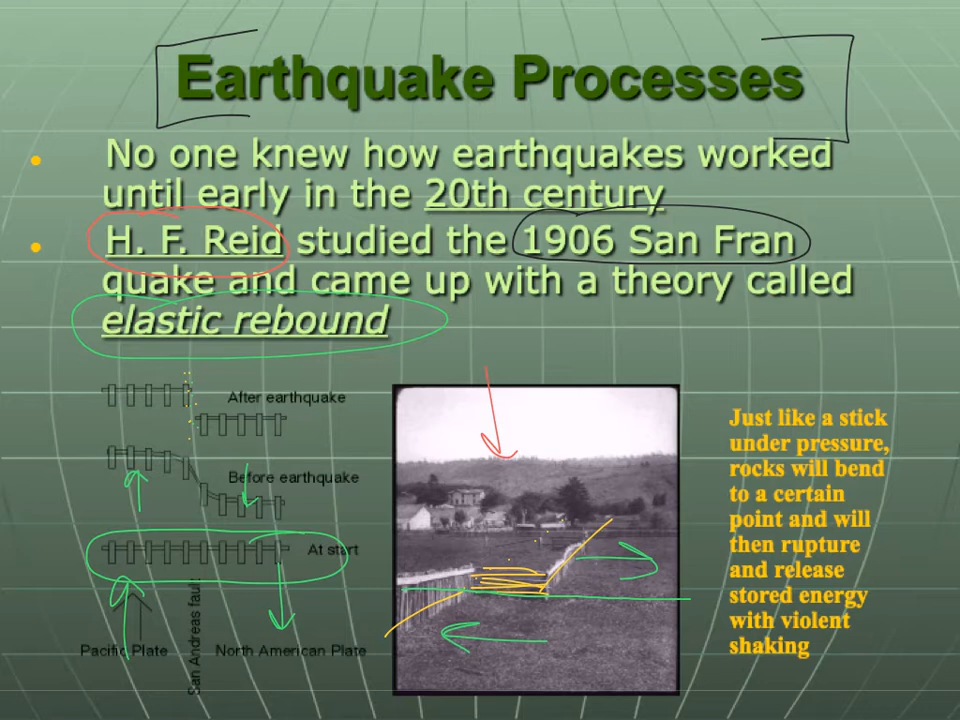 Earthquake Processes
No one knew how earthquakes worked
until early in the 20th century
H. F. Reid studied the 1906 San Fran
quake and came up with a theory called
elastic rebound
After earthquake
Before earthquake
At start
Pacific Plate
San Andreas fault
North American Plate
Just like a stick
under pressure,
rocks will bend
to a certain
point and will
then rupture
and release
stored energy
with violent
shaking